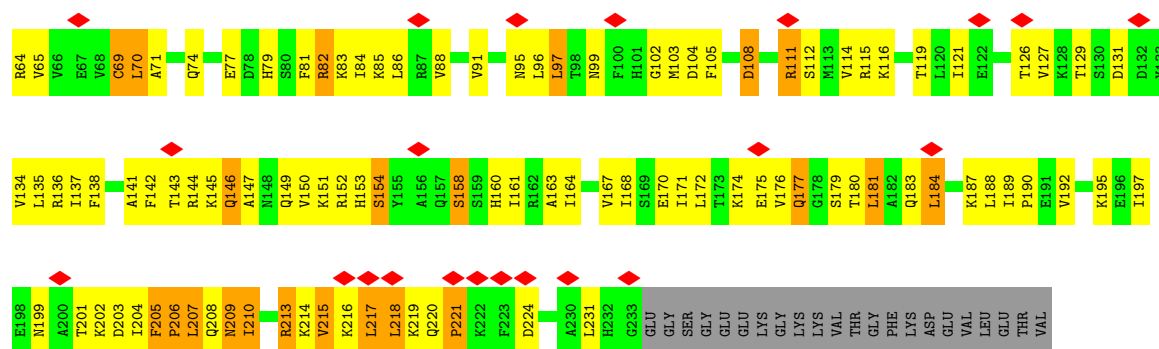 R64 V65 V66 E67 V68 C69 L70 A71 Q74 E77 D78 H79 S80 F81 R82 K83 I84 K85 L86 R87 V88 V91 N95 L96 L97 T98 N99 F100 H101 G102 M103 D104 F105 D108 R111 S112 M113 V114 R115 K116 T119 L120 I121 E122 T126 V127 K128 T129 S130 D131 D132
V134 L135 R136 I137 F138 A141 F142 T143 R144 K145 Q146 A147 N148 Q149 V150 K151 R152 H153 S154 Y155 A156 Q157 S158 S159 H160 I161 R162 A163 I164 V167 I168 S169 E170 I171 L172 T173 K174 E175 V176 Q177 G178 S179 T180 L181 A182 Q183 L184 K187 L188 I189 P190 E191 V192 K195 E196 I197
E198 N199 A200 T201 K202 D203 I204 F205 P206 L207 Q208 N209 I210 R213 K214 V215 K216 L217 L218 K219 Q220 P221 K222 F223 D224 A230 L231 H232 G233 GLU GLY SER GLY GLU GLU LYS GLY LYS LYS VAL THR GLY PHE LYS ASP GLU VAL LEU GLU THR VAL